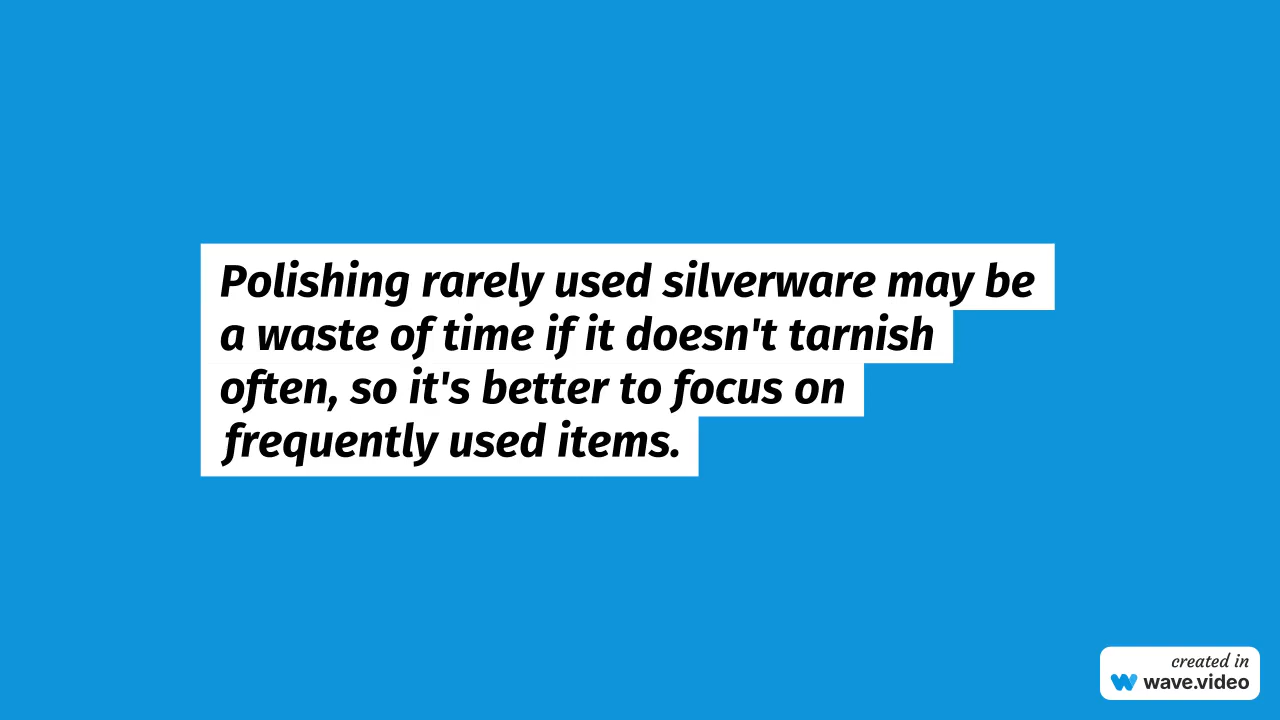 Polishing rarely used silverware may be
a waste of time if it doesn't tarnish
often, so it's better to focus on
frequently used items.
created in
wave.video